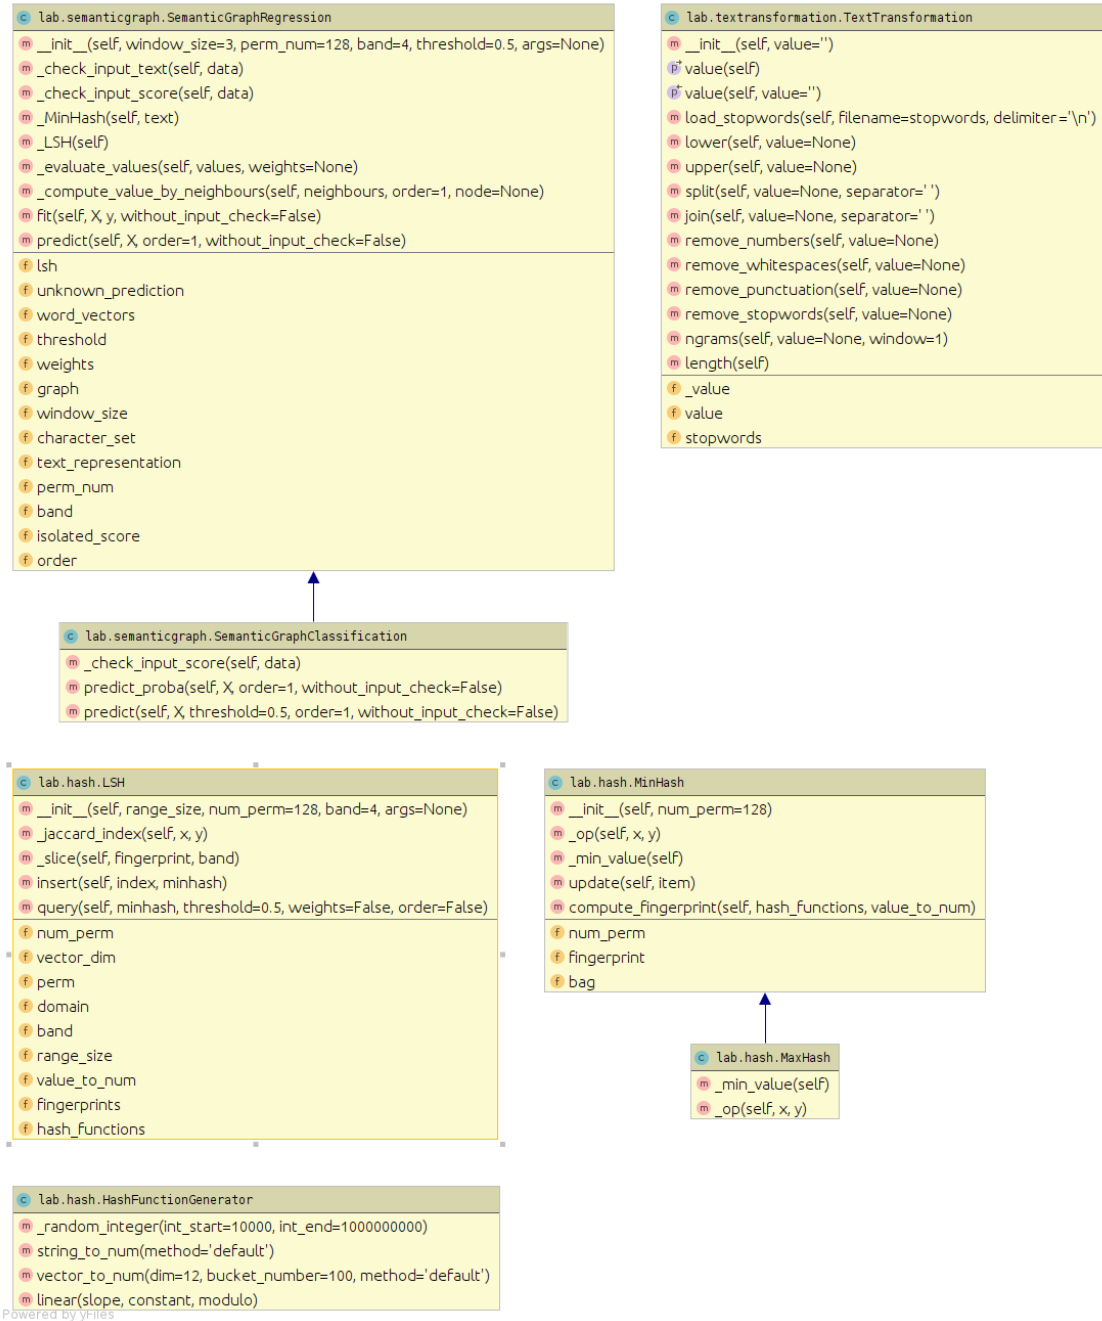 lab.semanticgraph.SemanticGraphRegression
__init__(self, window_size=3, perm_num=128, band=4, threshold=0.5, args=None)
_check_input_text(self, data)
_check_input_score(self, data)
_MinHash(self, text)
_LSH(self)
_evaluate_values(self, values, weights=None)
_compute_value_by_neighbours(self, neighbours, order=1, node=None)
fit(self, X, y, without_input_check=False)
predict(self, X, order=1, without_input_check=False)
lsh
unknown_prediction
word_vectors
threshold
weights
graph
window_size
character_set
text_representation
perm_num
band
isolated_score
order
lab.textransformation.TextTransformation
__init__(self, value='')
value(self)
value(self, value='')
load_stopwords(self, filename=stopwords, delimiter='\n')
lower(self, value=None)
upper(self, value=None)
split(self, value=None, separator=' ')
join(self, value=None, separator=' ')
remove_numbers(self, value=None)
remove_whitespaces(self, value=None)
remove_punctuation(self, value=None)
remove_stopwords(self, value=None)
ngrams(self, value=None, window=1)
length(self)
_value
value
stopwords
lab.semanticgraph.SemanticGraphClassification
_check_input_score(self, data)
predict_proba(self, X, order=1, without_input_check=False)
predict(self, X, threshold=0.5, order=1, without_input_check=False)
lab.hash.LSH
__init__(self, range_size, num_perm=128, band=4, args=None)
_jaccard_index(self, x, y)
_slice(self, fingerprint, band)
insert(self, index, minhash)
query(self, minhash, threshold=0.5, weights=False, order=False)
num_perm
vector_dim
perm
domain
band
range_size
value_to_num
fingerprints
hash_functions
lab.hash.MinHash
__init__(self, num_perm=128)
_op(self, x, y)
_min_value(self)
update(self, item)
compute_fingerprint(self, hash_functions, value_to_num)
num_perm
fingerprint
bag
lab.hash.MaxHash
_min_value(self)
_op(self, x, y)
lab.hash.HashFunctionGenerator
_random_integer(int_start=10000, int_end=1000000000)
string_to_num(method='default')
vector_to_num(dim=12, bucket_number=100, method='default')
linear(slope, constant, modulo)
Powered by yFiles